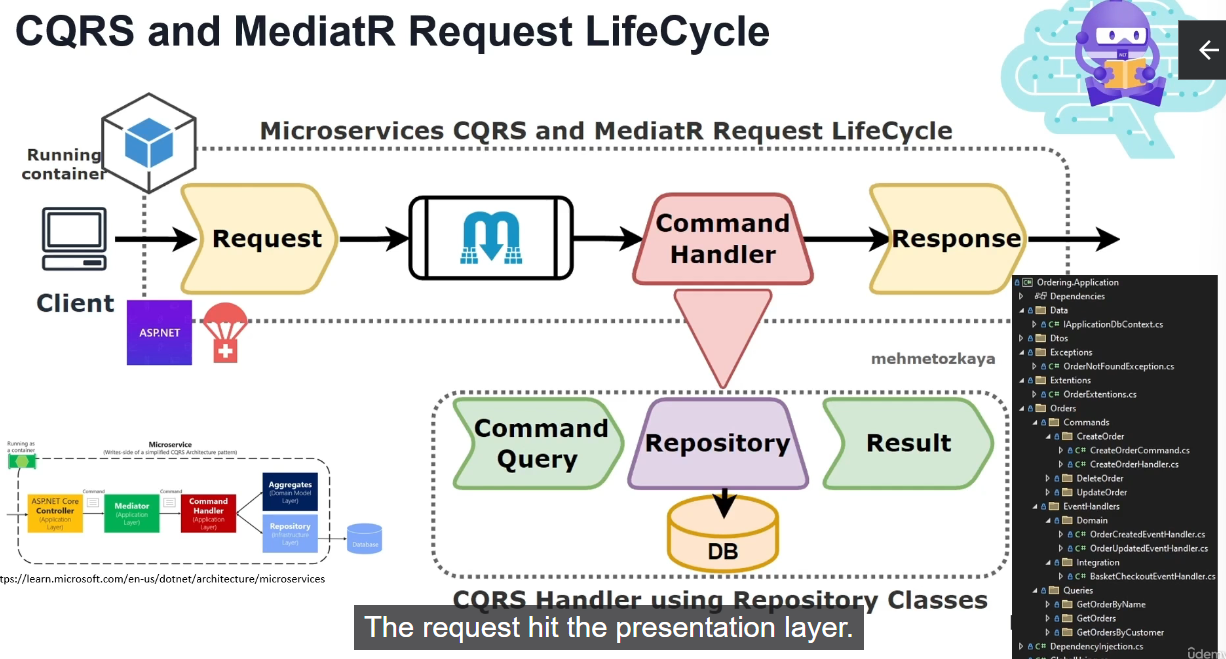 CQRS and MediatR Request LifeCycle
Microservices CQRS and MediatR Request LifeCycle
Running
container
Request
Command
Handler
Response
Client
ASP.NET
mehmetozkaya
Command
Query
Repository
Result
DB
CQRS Handler using Repository Classes
Running as
a container
Microservice
(Writes-side of a simplified CQRS Architecture pattern)
ASP.NET Core
Controller
(Application
Layer)
Command
Mediator
(Application
Layer)
Command
Command
Handler
(Application
Layer)
Aggregates
(Domain Model
Layer)
Repository
(Infrastructure
Layer)
Database
tps://learn.microsoft.com/en-us/dotnet/architecture/microservices
Ordering.Application
Dependencies
Data
IApplicationDbContext.cs
Dtos
Exceptions
OrderNotFoundException.cs
Extentions
OrderExtentions.cs
Orders
Commands
CreateOrder
CreateOrderCommand.cs
CreateOrderHandler.cs
DeleteOrder
UpdateOrder
EventHandlers
Domain
OrderCreatedEventHandler.cs
OrderUpdatedEventHandler.cs
Integration
BasketCheckoutEventHandler.cs
Queries
GetOrderByName
GetOrders
GetOrdersByCustomer
DependencyInjection.cs
The request hit the presentation layer.